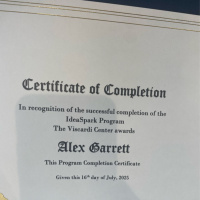 Certificate of Completion
In recognition of the successful completion of the
IdeaSpark Program
The Viscardi Center awards
Alex Garrett
This Program Completion Certificate
Given this 16th day of July, 2025